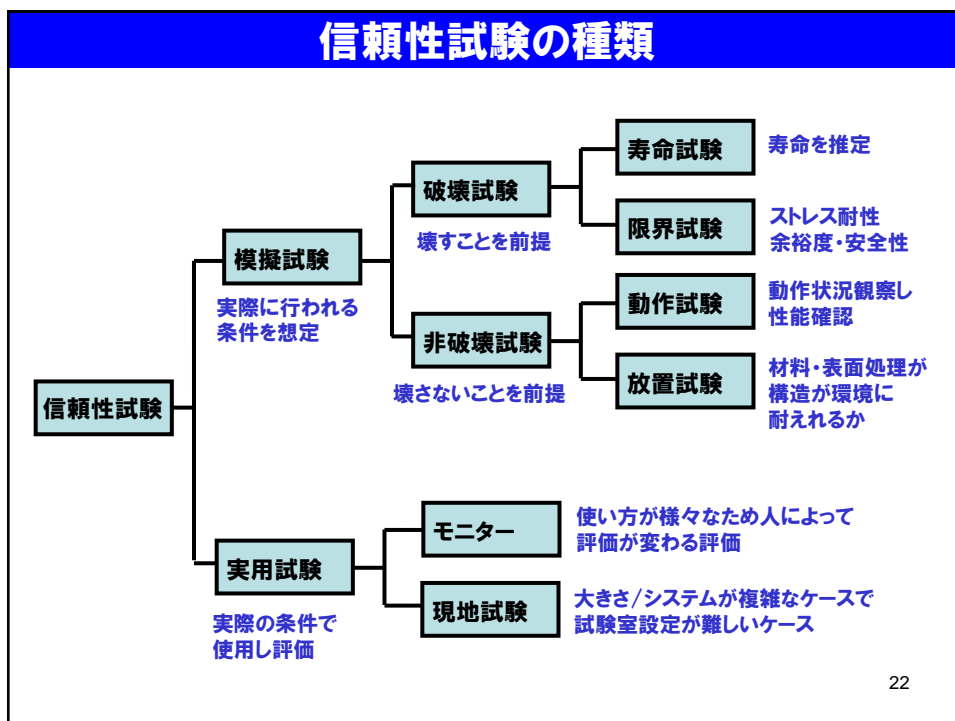 信頼性試験の種類
寿命試験
寿命を推定
破壊試験
壊すことを前提
限界試験
ストレス耐性
余裕度・安全性
模擬試験
実際に行われる
条件を想定
動作試験
動作状況観察し
性能確認
非破壊試験
壊さないことを前提
放置試験
材料・表面処理が
構造が環境に
耐えれるか
信頼性試験
モニター
使い方が様々なため人によって
評価が変わる評価
実用試験
実際の条件で
使用し評価
現地試験
大きさ/システムが複雑なケースで
試験室設定が難しいケース
22